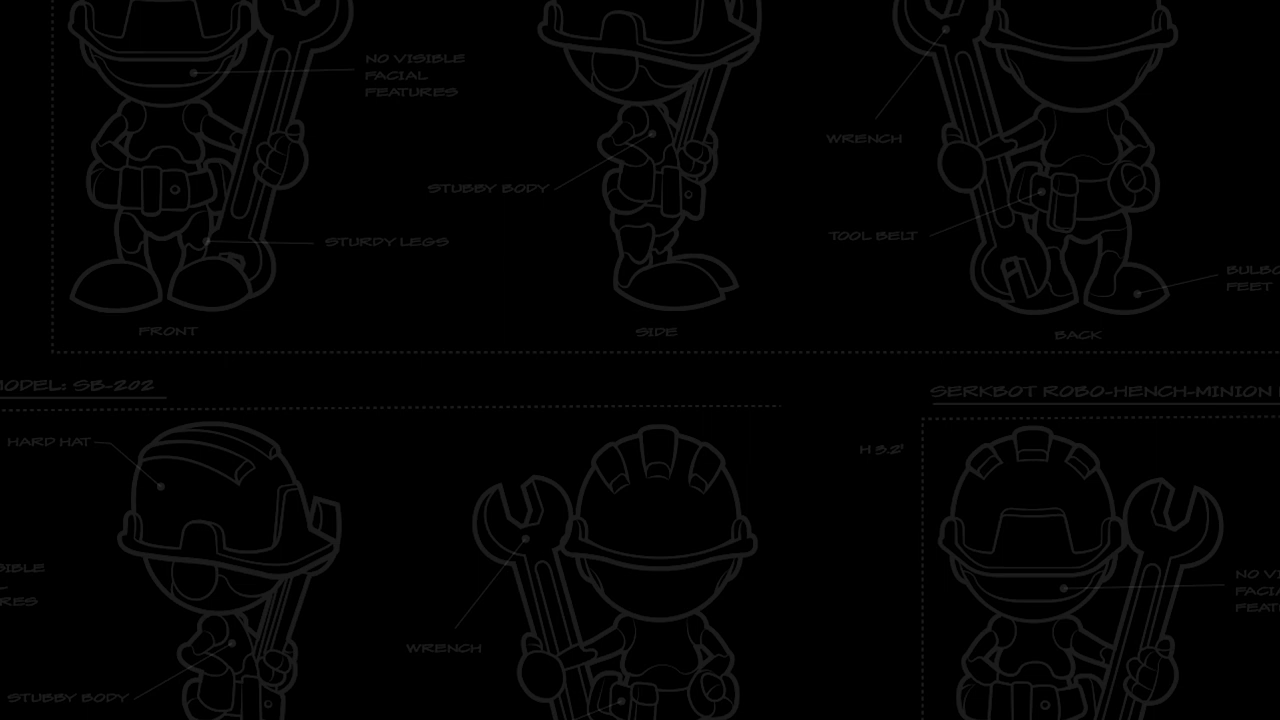 NO VISIBLE
FACIAL
FEATURES
WRENCH
STUBBY BODY
TOOL BELT
STURDY LEGS
FEET
FRONT
SIDE
BACK
MODEL: SB-202
SERKBOT ROBO-HENCH-MINION
HARD HAT
H 3.2'
WRENCH
STUBBY BODY